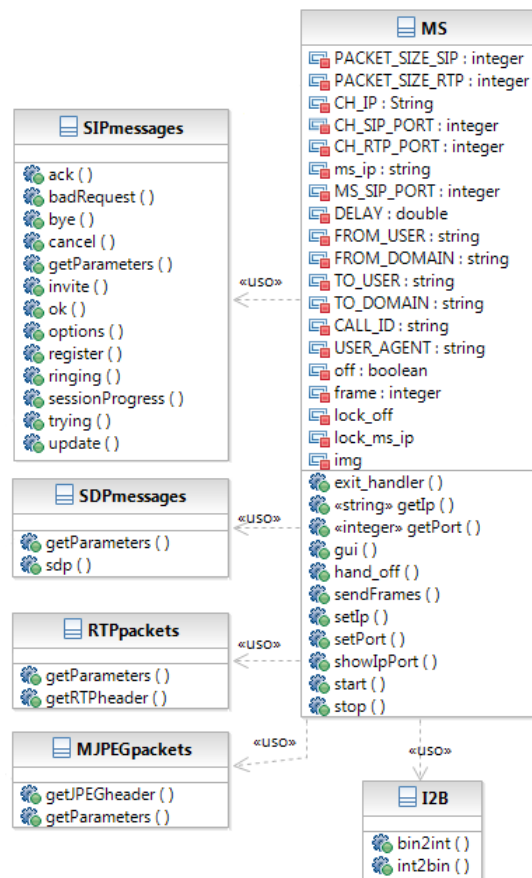 MS
PACKET_SIZE_SIP : integer
PACKET_SIZE_RTP : integer
CH_IP : String
CH_SIP_PORT : integer
CH_RTP_PORT : integer
ms_ip : string
MS_SIP_PORT : integer
DELAY : double
FROM_USER : string
FROM_DOMAIN : string
TO_USER : string
TO_DOMAIN : string
CALL_ID : string
USER_AGENT : string
off : boolean
frame : integer
lock_off
lock_ms_ip
img
exit_handler ( )
«string» getIp ( )
«integer» getPort ( )
gui ( )
hand_off ( )
sendFrames ( )
setIp ( )
setPort ( )
showIpPort ( )
start ( )
stop ( )
SIPmessages
ack ( )
badRequest ( )
bye ( )
cancel ( )
getParameters ( )
invite ( )
ok ( )
options ( )
register ( )
ringing ( )
sessionProgress ( )
trying ( )
update ( )
«uso»
SDPmessages
getParameters ( )
sdp ( )
«uso»
RTPpackets
getParameters ( )
getRTPheader ( )
«uso»
MJPEGpackets
getJPEGheader ( )
getParameters ( )
«uso»
«uso»
I2B
bin2int ( )
int2bin ( )